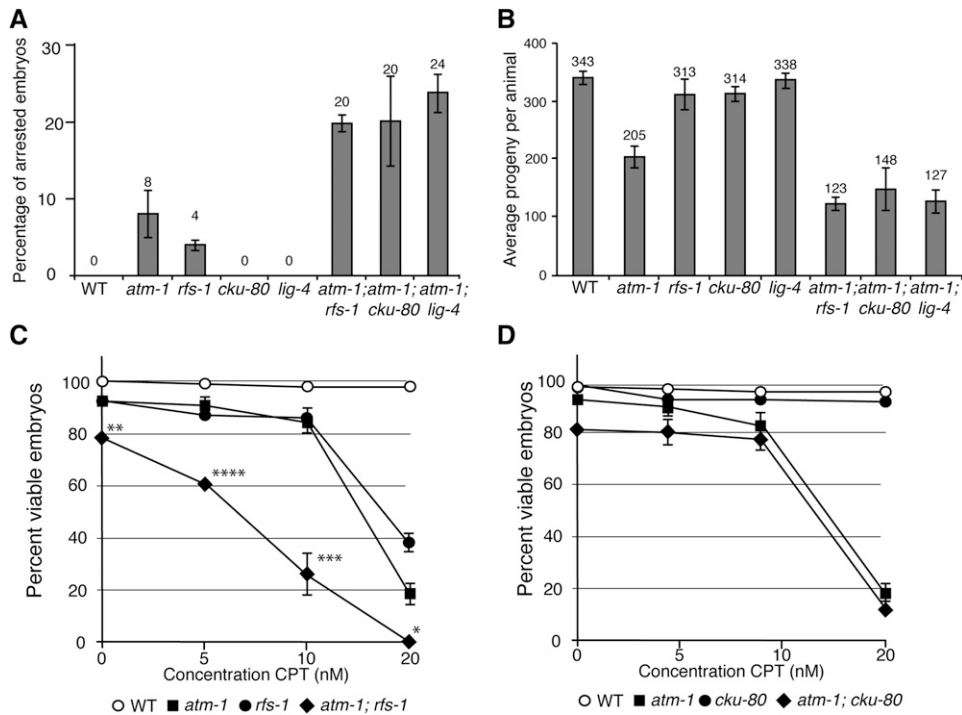 A
Percentage of arrested embryos
30
20
10
0
0
8
4
0
0
20
20
24
WT
atm-1
rfs-1
cku-80
lig-4
atm-1; rfs-1
atm-1; cku-80
atm-1; lig-4
B
Average progeny per animal
400
300
200
100
0
343
205
313
314
338
123
148
127
WT
atm-1
rfs-1
cku-80
lig-4
atm-1; rfs-1
atm-1; cku-80
atm-1; lig-4
C
Percent viable embryos
100
80
60
40
20
0
**
****
***
*
0
5
10
20
Concentration CPT (nM)
WT
atm-1
rfs-1
atm-1; rfs-1
D
Percent viable embryos
100
80
60
40
20
0
0
5
10
20
Concentration CPT (nM)
WT
atm-1
cku-80
atm-1; cku-80